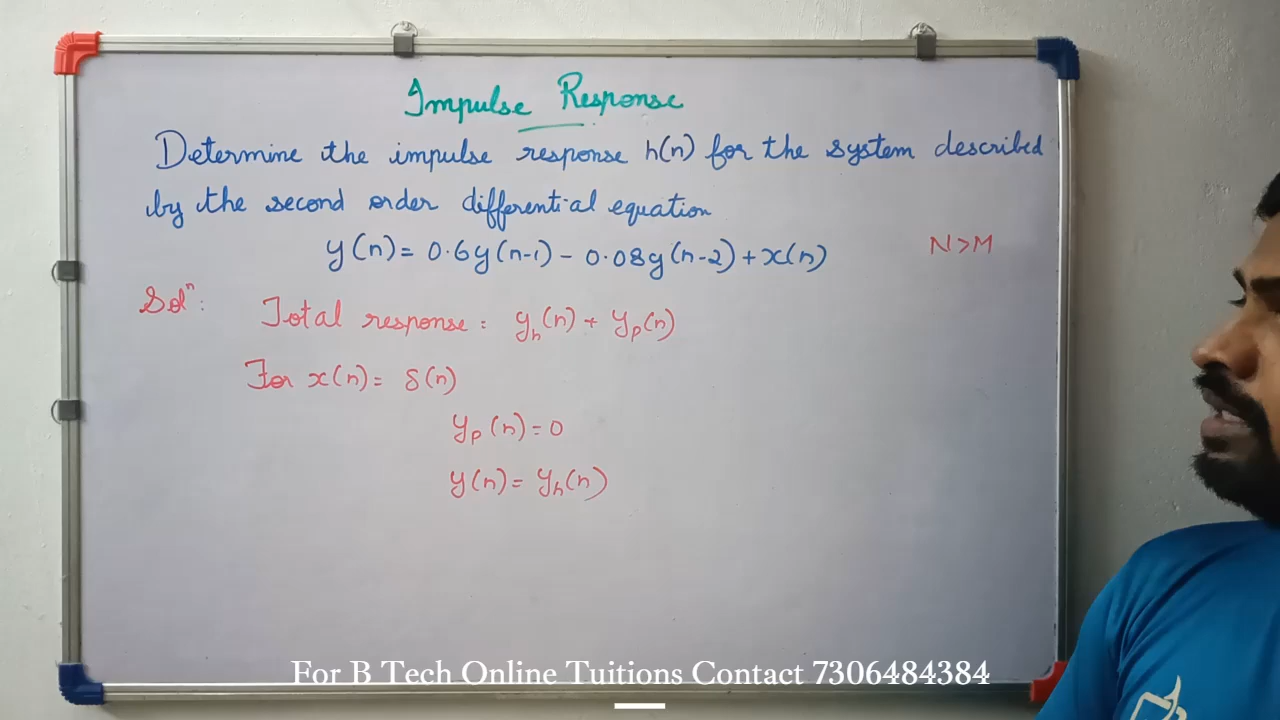 Impulse Response
Determine the impulse response h(n) for the system described
by the second order differential equation
y(n) = 0.6y(n-1) - 0.08y(n-2) + x(n)
N>M
Solⁿ:
Total response = yₕ(n) + yₚ(n)
For x(n) = δ(n)
yₚ(n) = 0
y(n) = yₕ(n)
For B Tech Online Tuitions Contact 7306484384